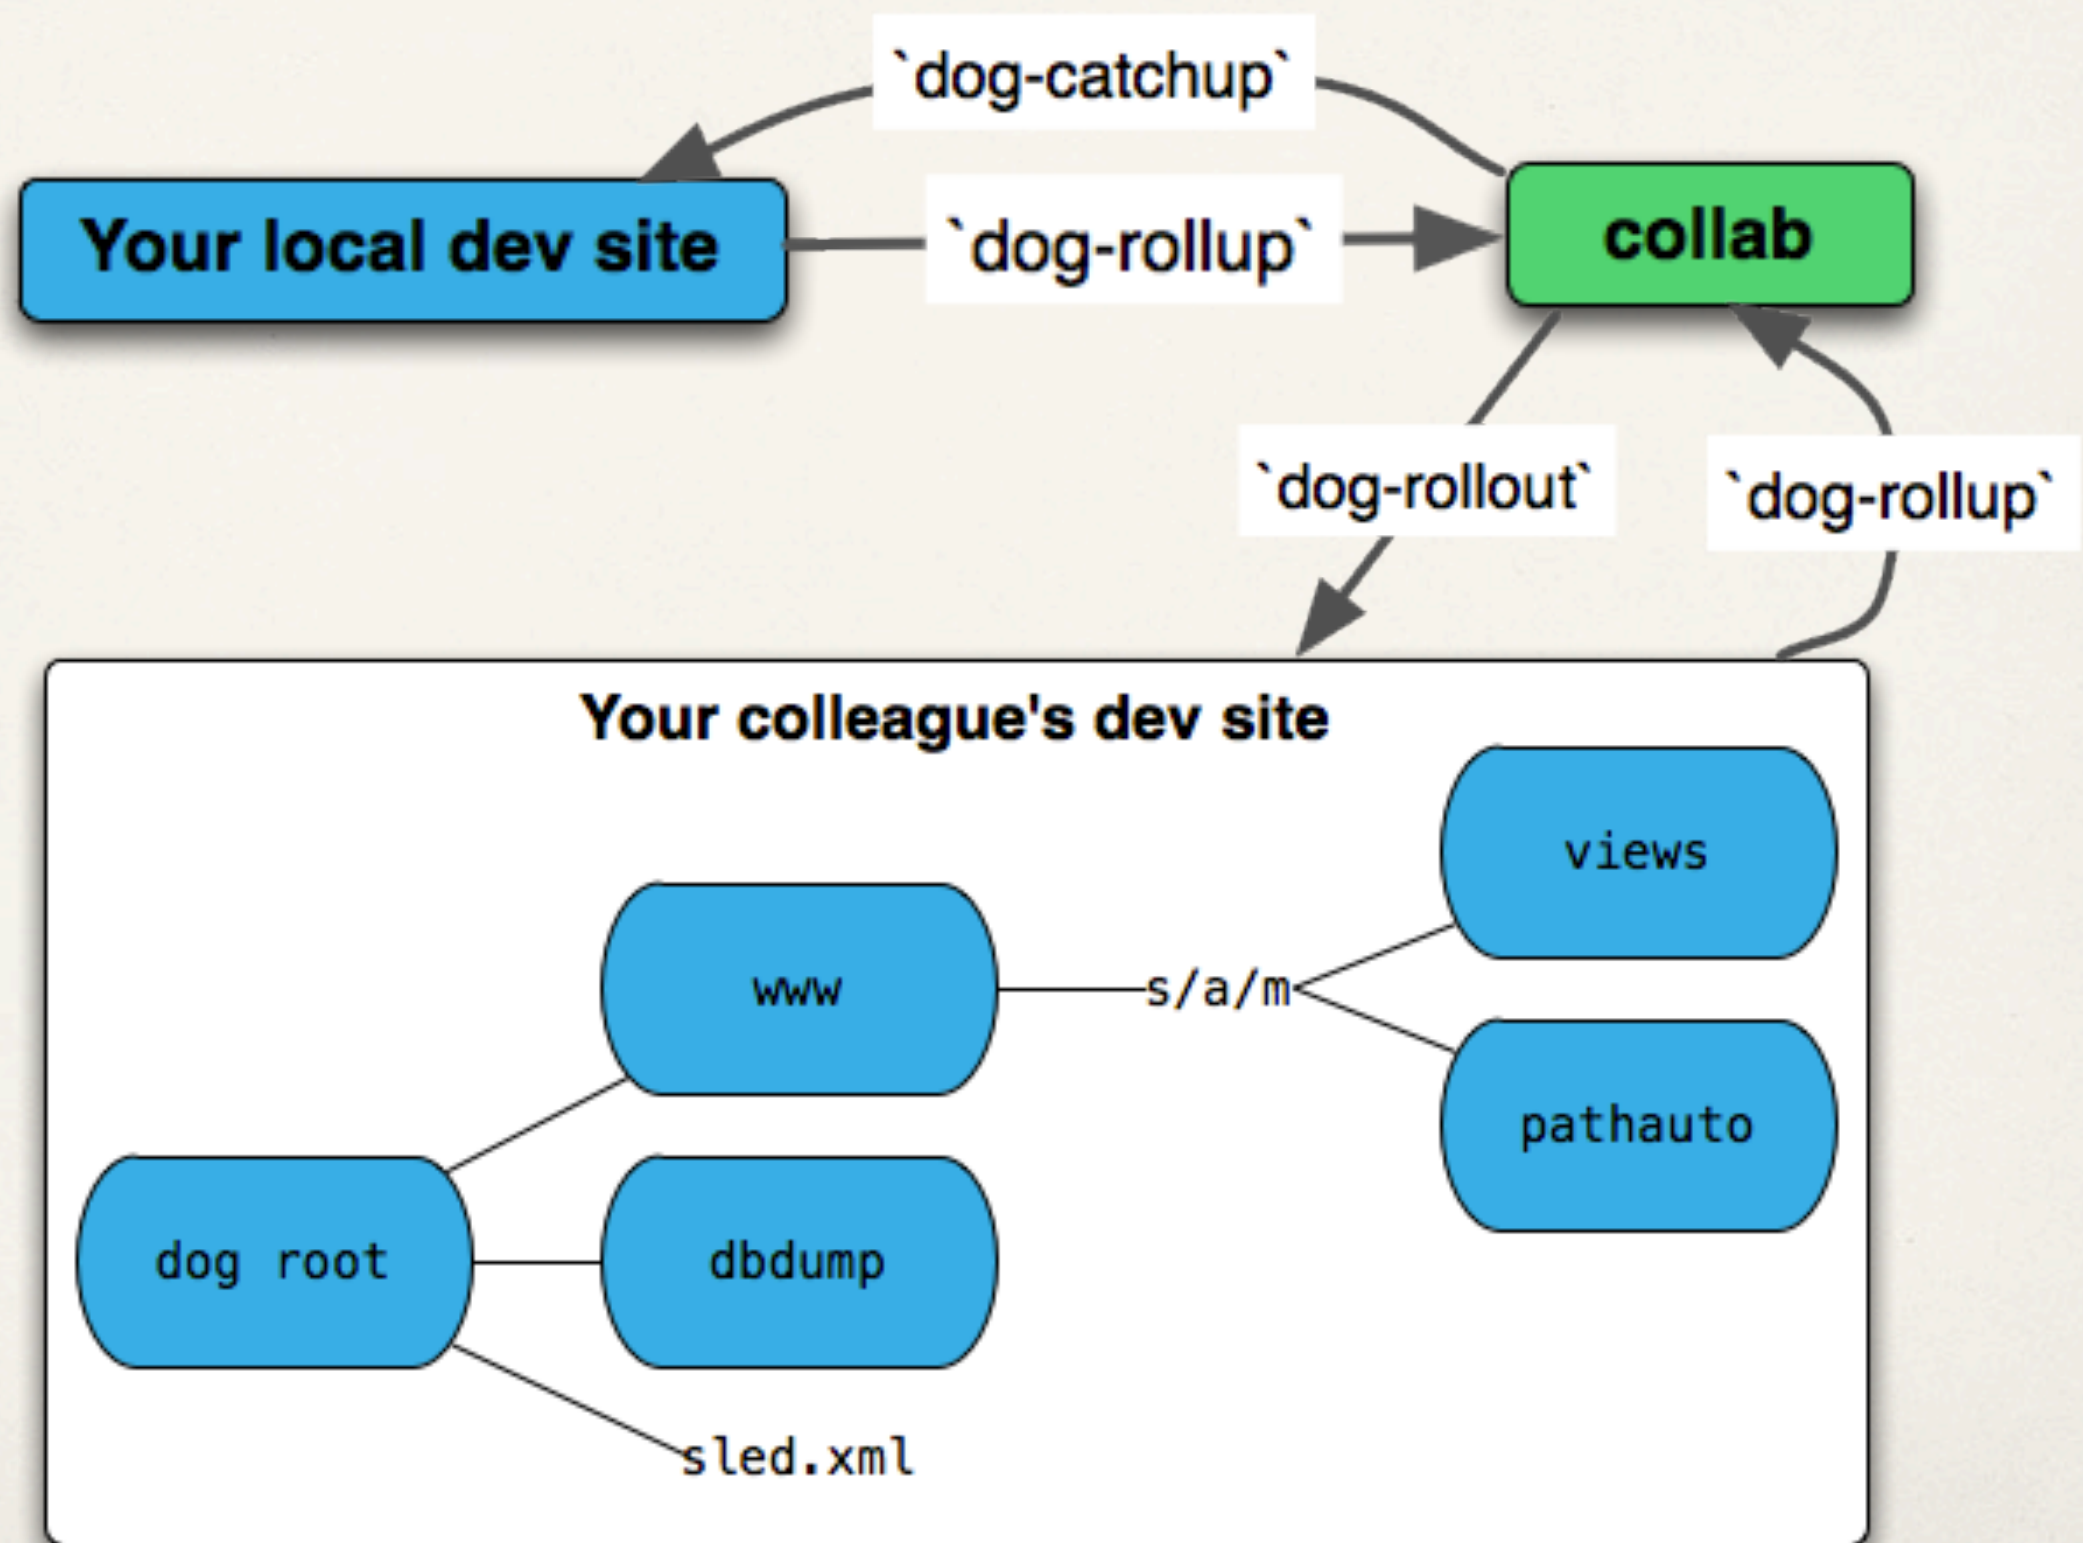 `dog-catchup`
Your local dev site
`dog-rollup`
collab
`dog-rollout`
`dog-rollup`
Your colleague's dev site
views
www
s/a/m
pathauto
dog root
dbdump
sled.xml